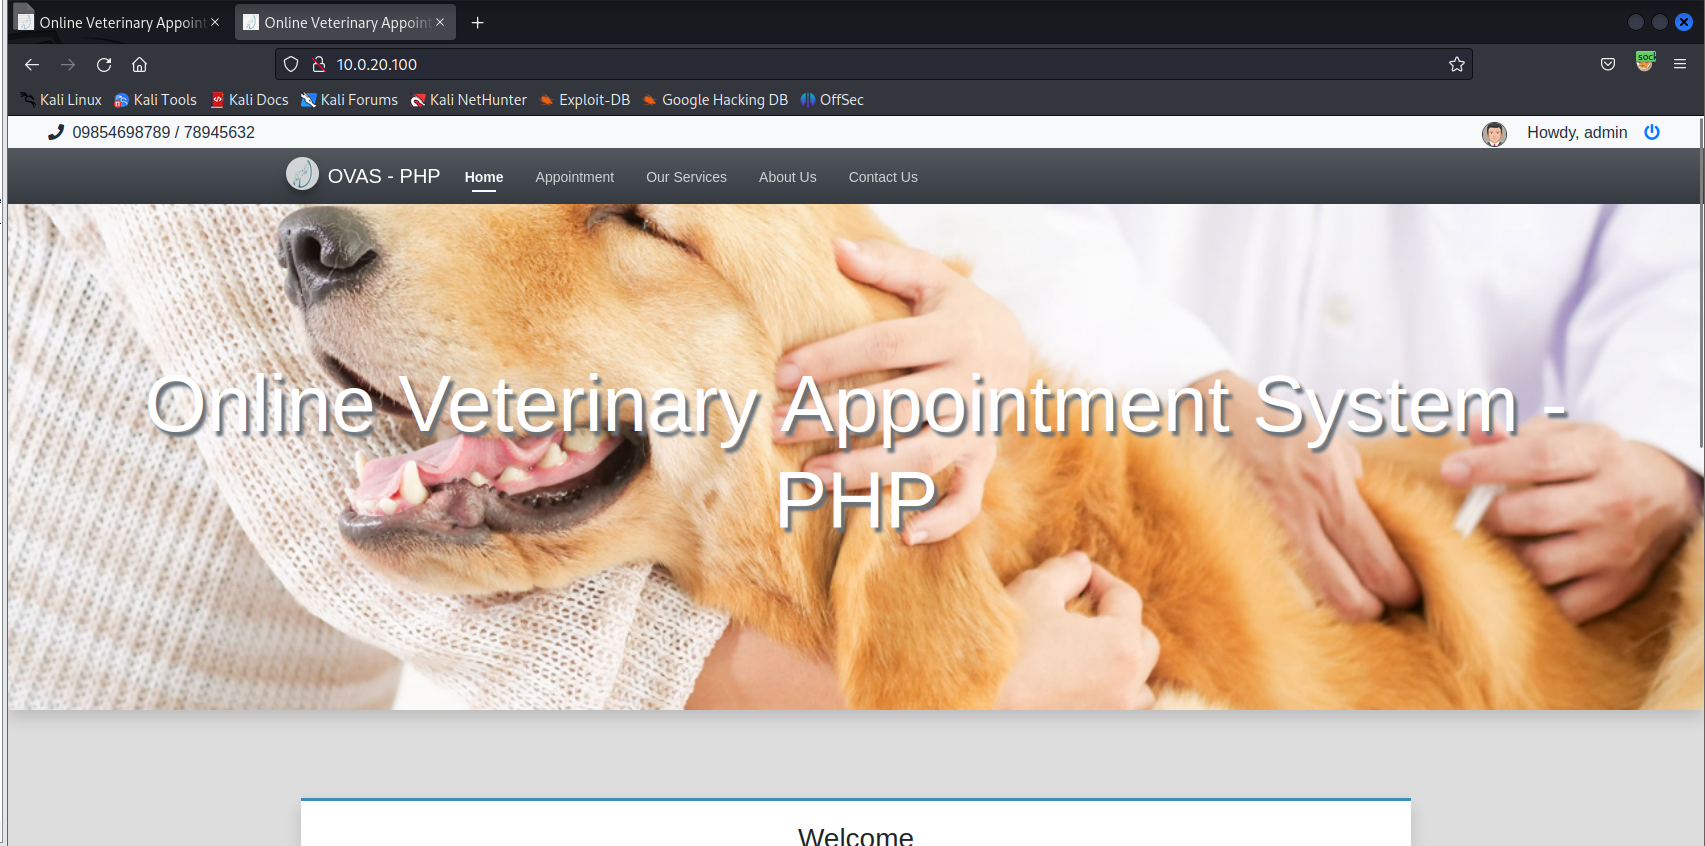 Online Veterinary Appoint
Online Veterinary Appoint
10.0.20.100
SOC
Kali Linux
Kali Tools
Kali Docs
Kali Forums
Kali NetHunter
Exploit-DB
Google Hacking DB
OffSec
09854698789 / 78945632
Howdy, admin
OVAS - PHP
Home
Appointment
Our Services
About Us
Contact Us
Online Veterinary Appointment System -
PHP
Welcome